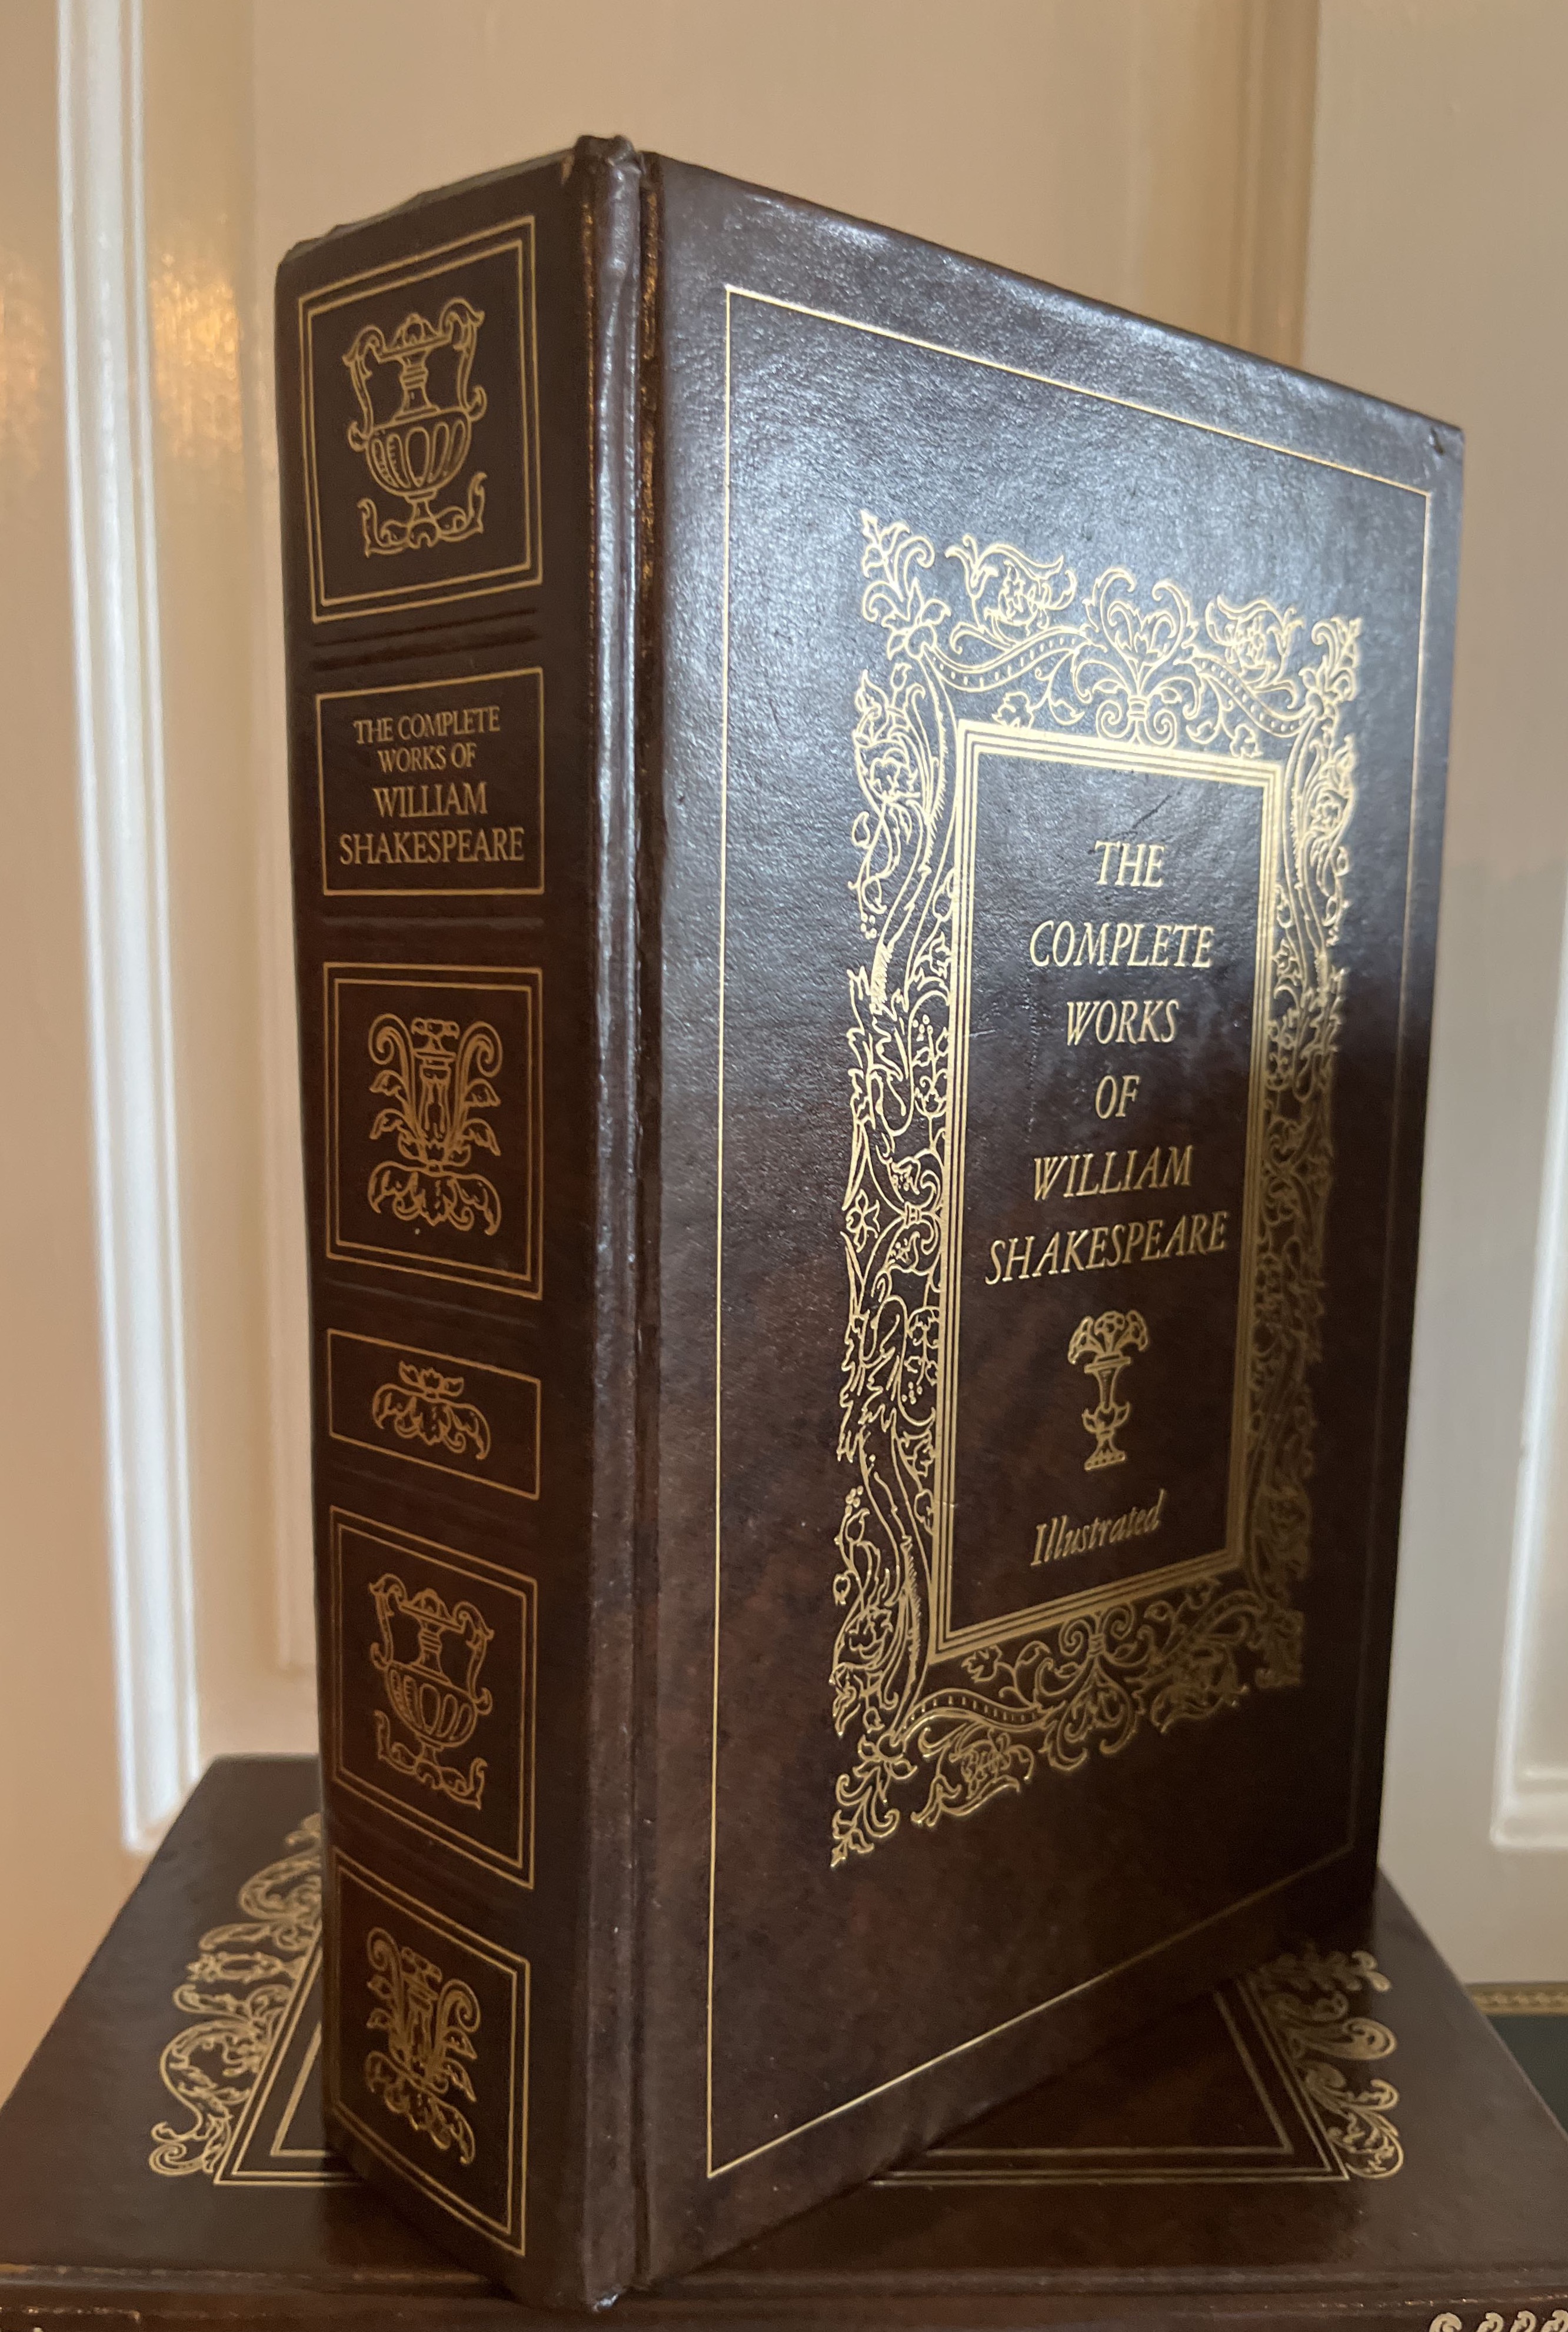 THE COMPLETE
WORKS OF
WILLIAM
SHAKESPEARE
THE
COMPLETE
WORKS
OF
WILLIAM
SHAKESPEARE
Illustrated